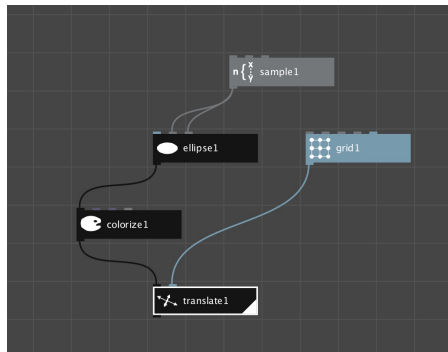 n{ X : Y sample1
ellipse1
grid1
colorize1
translate1